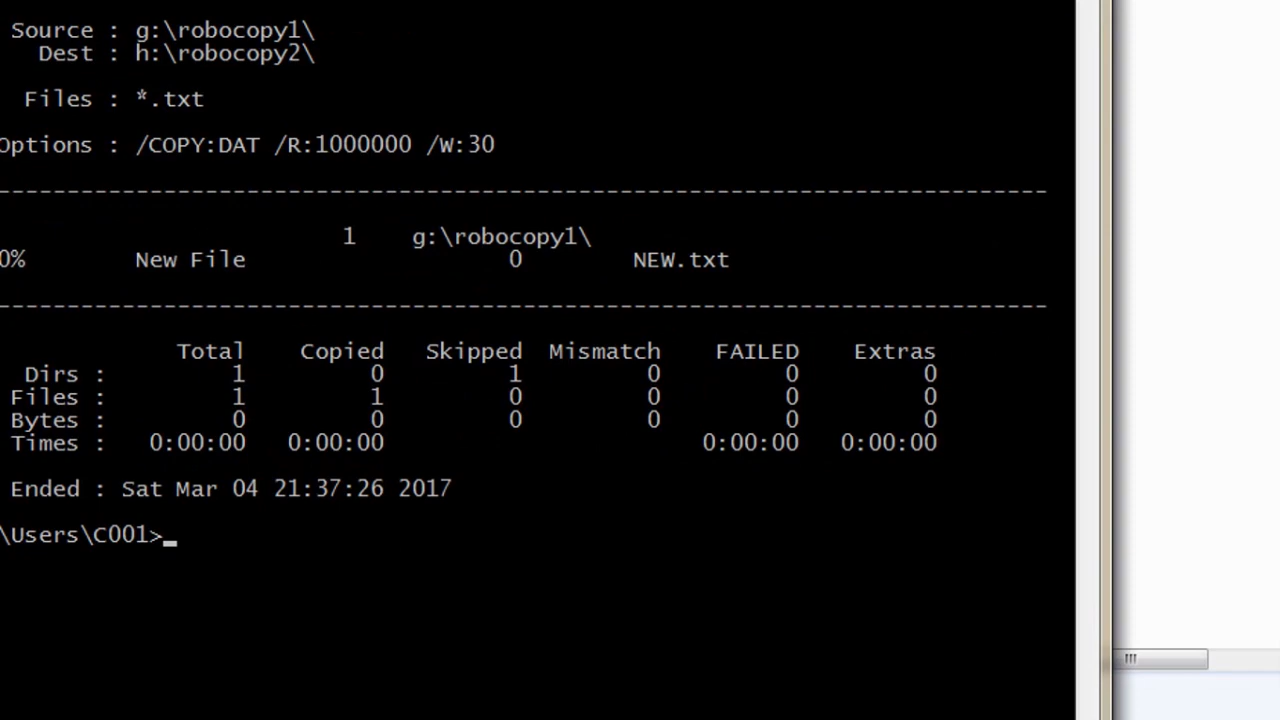 Source : g:\robocopy1\
Dest : h:\robocopy2\
Files : *.txt
Options : /COPY:DAT /R:1000000 /W:30
------------------------------------------------------------------------------
1 g:\robocopy1\
0% New File 0 NEW.txt
------------------------------------------------------------------------------
Total Copied Skipped Mismatch FAILED Extras
Dirs : 1 0 1 0 0 0
Files : 1 1 0 0 0 0
Bytes : 0 0 0 0 0 0
Times : 0:00:00 0:00:00 0:00:00 0:00:00
Ended : Sat Mar 04 21:37:26 2017
\Users\C001>_